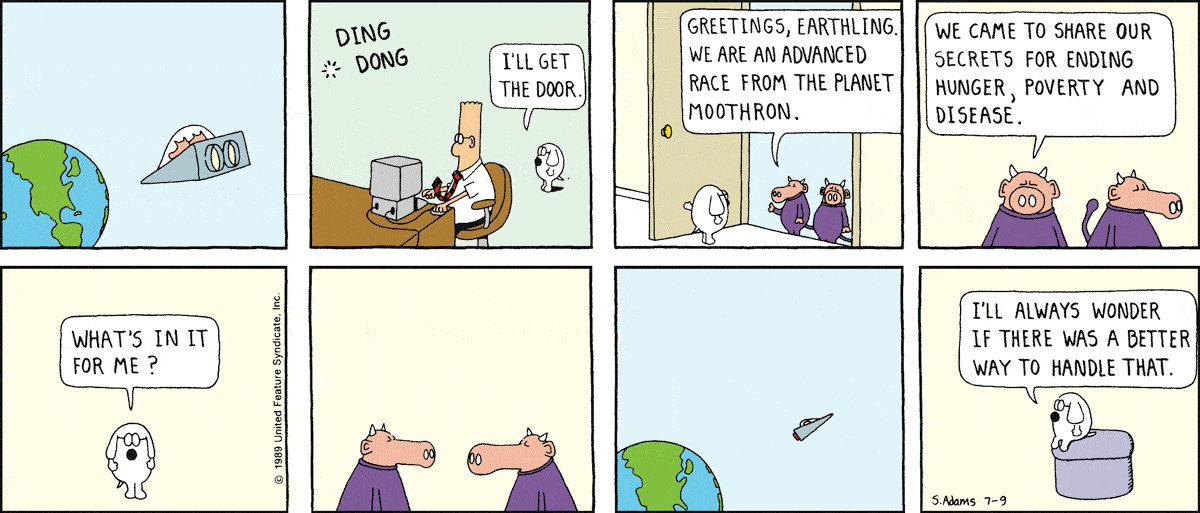 DING
DONG
I'LL GET
THE DOOR.
GREETINGS, EARTHLING.
WE ARE AN ADVANCED
RACE FROM THE PLANET
MOOTHRON.
WE CAME TO SHARE OUR
SECRETS FOR ENDING
HUNGER, POVERTY AND
DISEASE.
WHAT'S IN IT
FOR ME?
© 1989 United Feature Syndicate, Inc.
I'LL ALWAYS WONDER
IF THERE WAS A BETTER
WAY TO HANDLE THAT.
S.Adams 7-9